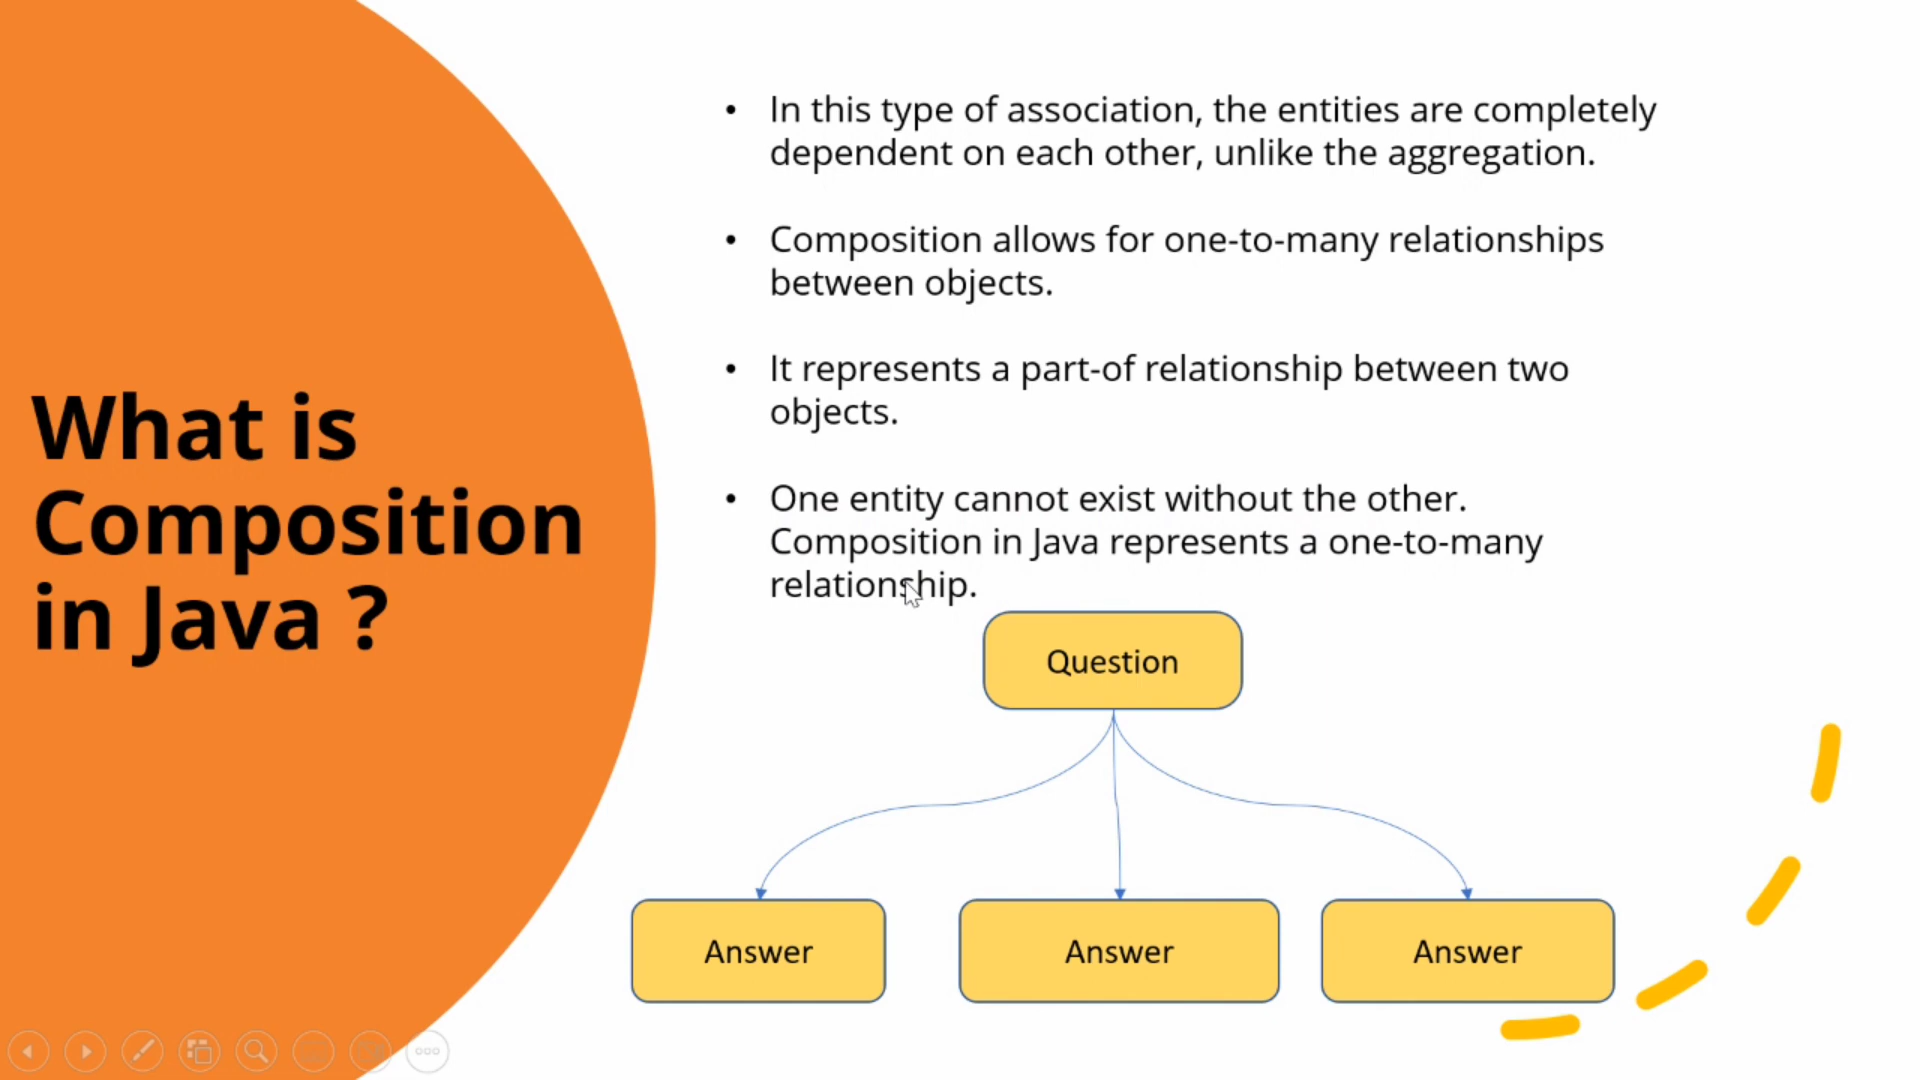 What is
Composition
in Java ?
• In this type of association, the entities are completely
dependent on each other, unlike the aggregation.
• Composition allows for one-to-many relationships
between objects.
• It represents a part-of relationship between two
objects.
• One entity cannot exist without the other.
Composition in Java represents a one-to-many
relationship.
Question
Answer
Answer
Answer